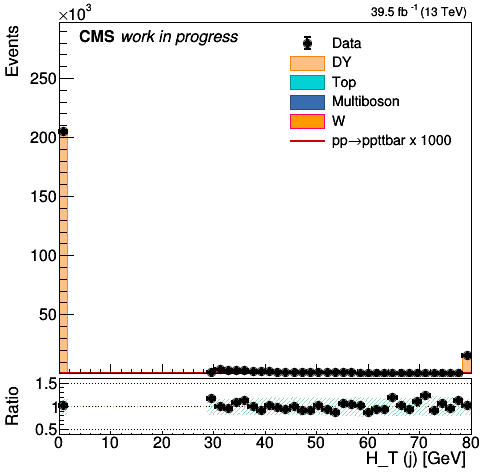 ×10³
39.5 fb⁻¹ (13 TeV)
CMS work in progress
Events
Data
DY
Top
Multiboson
W
pp→ppttbar x 1000
250
200
150
100
50
Ratio
1.5
1
0.5
0 10 20 30 40 50 60 70 80
H_T (j) [GeV]